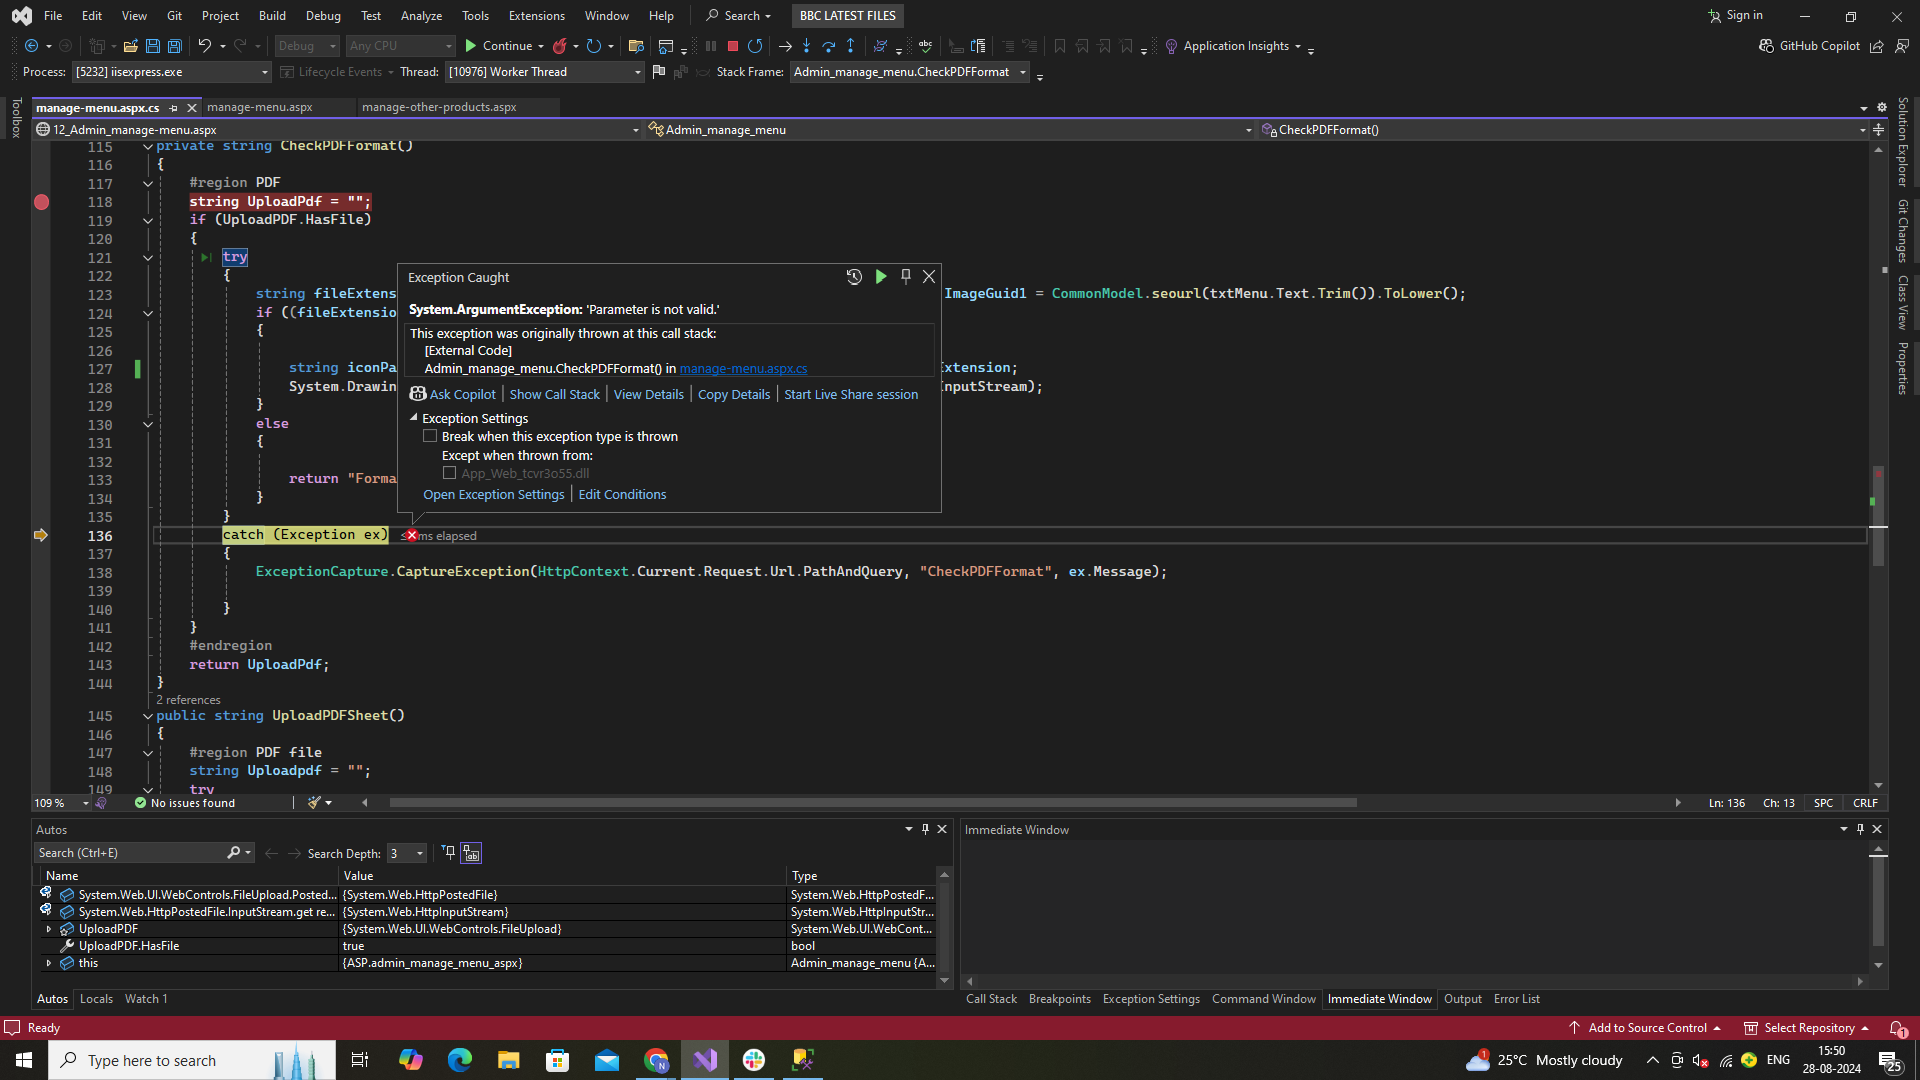 File Edit View Git Project Build Debug Test Analyze Tools Extensions Window Help Search BBC LATEST FILES Sign in
Debug Any CPU Continue Application Insights GitHub Copilot
Process: [5232] iisexpress.exe Lifecycle Events Thread: [10976] Worker Thread Stack Frame: Admin_manage_menu.CheckPDFFormat
Toolbox
manage-menu.aspx.cs manage-menu.aspx manage-other-products.aspx
12_Admin_manage-menu.aspx Admin_manage_menu CheckPDFFormat()
115 private string CheckPDFFormat()
116 {
117 #region PDF
118 string UploadPdf = "";
119 if (UploadPDF.HasFile)
120 {
121 try
122 {
123 string fileExtens ImageGuid1 = CommonModel.seourl(txtMenu.Text.Trim()).ToLower();
124 if ((fileExtensio
125 {
126
127 string iconPa xtension;
128 System.Drawin nputStream);
129 }
130 else
131 {
132
133 return "Forma
134 }
135 }
136 catch (Exception ex) ms elapsed
137 {
138 ExceptionCapture.CaptureException(HttpContext.Current.Request.Url.PathAndQuery, "CheckPDFFormat", ex.Message);
139
140 }
141 }
142 #endregion
143 return UploadPdf;
144 }
2 references
145 public string UploadPDFSheet()
146 {
147 #region PDF file
148 string Uploadpdf = "";
149 try
Exception Caught
System.ArgumentException: 'Parameter is not valid.'
This exception was originally thrown at this call stack:
[External Code]
Admin_manage_menu.CheckPDFFormat() in manage-menu.aspx.cs
Ask Copilot Show Call Stack View Details Copy Details Start Live Share session
Exception Settings
Break when this exception type is thrown
Except when thrown from:
App_Web_tcvr3o55.dll
Open Exception Settings Edit Conditions
Solution Explorer
Git Changes
Class View
Properties
109 % No issues found Ln: 136 Ch: 13 SPC CRLF
Autos
Search (Ctrl+E) Search Depth: 3
Name Value Type
System.Web.UI.WebControls.FileUpload.Posted... {System.Web.HttpPostedFile} System.Web.HttpPostedF...
System.Web.HttpPostedFile.InputStream.get re... {System.Web.HttpInputStream} System.Web.HttpInputStr...
UploadPDF {System.Web.UI.WebControls.FileUpload} System.Web.UI.WebCont...
UploadPDF.HasFile true bool
this {ASP.admin_manage_menu_aspx} Admin_manage_menu {A...
Autos Locals Watch 1
Immediate Window
Call Stack Breakpoints Exception Settings Command Window Immediate Window Output Error List
Ready Add to Source Control Select Repository 1
Type here to search 1 25°C Mostly cloudy ENG 15:50
28-08-2024 25